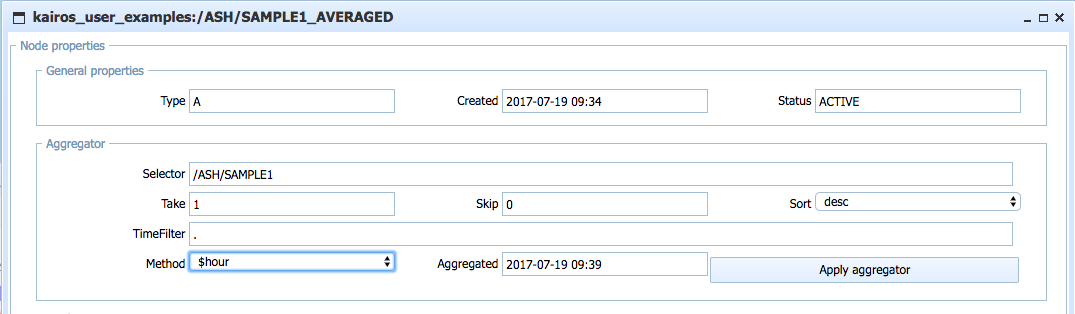 kairos_user_examples:/ASH/SAMPLE1_AVERAGED
Node properties
General properties
Type A Created 2017-07-19 09:34 Status ACTIVE
Aggregator
Selector /ASH/SAMPLE1
Take 1 Skip 0 Sort desc
TimeFilter .
Method $hour Aggregated 2017-07-19 09:39 Apply aggregator